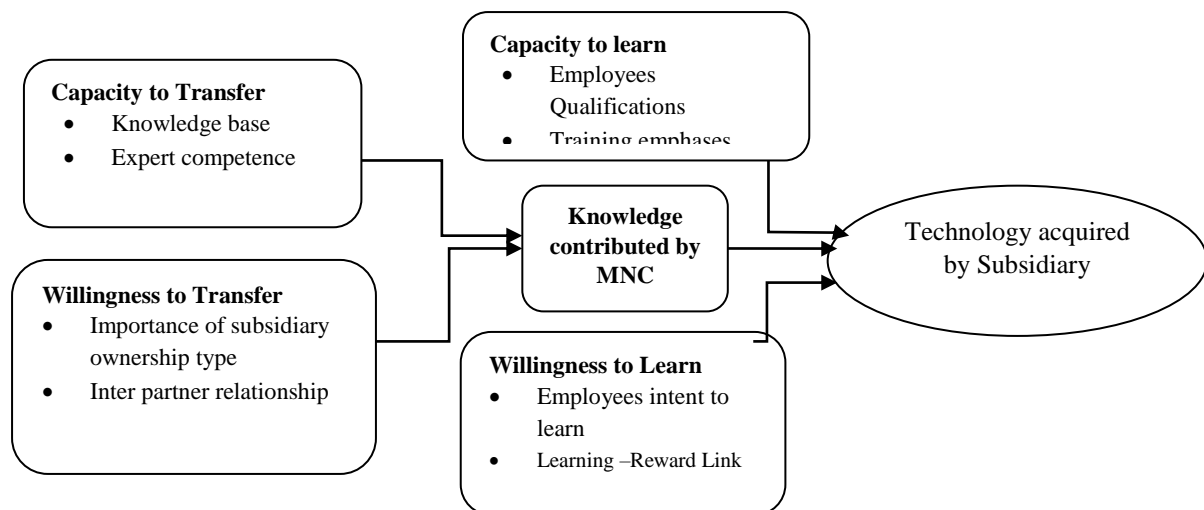 Capacity to Transfer
• Knowledge base
• Expert competence
Willingness to Transfer
• Importance of subsidiary
ownership type
• Inter partner relationship
Capacity to learn
• Employees
Qualifications
• Training emphases
Knowledge
contributed by
MNC
Willingness to Learn
• Employees intent to
learn
• Learning –Reward Link
Technology acquired
by Subsidiary